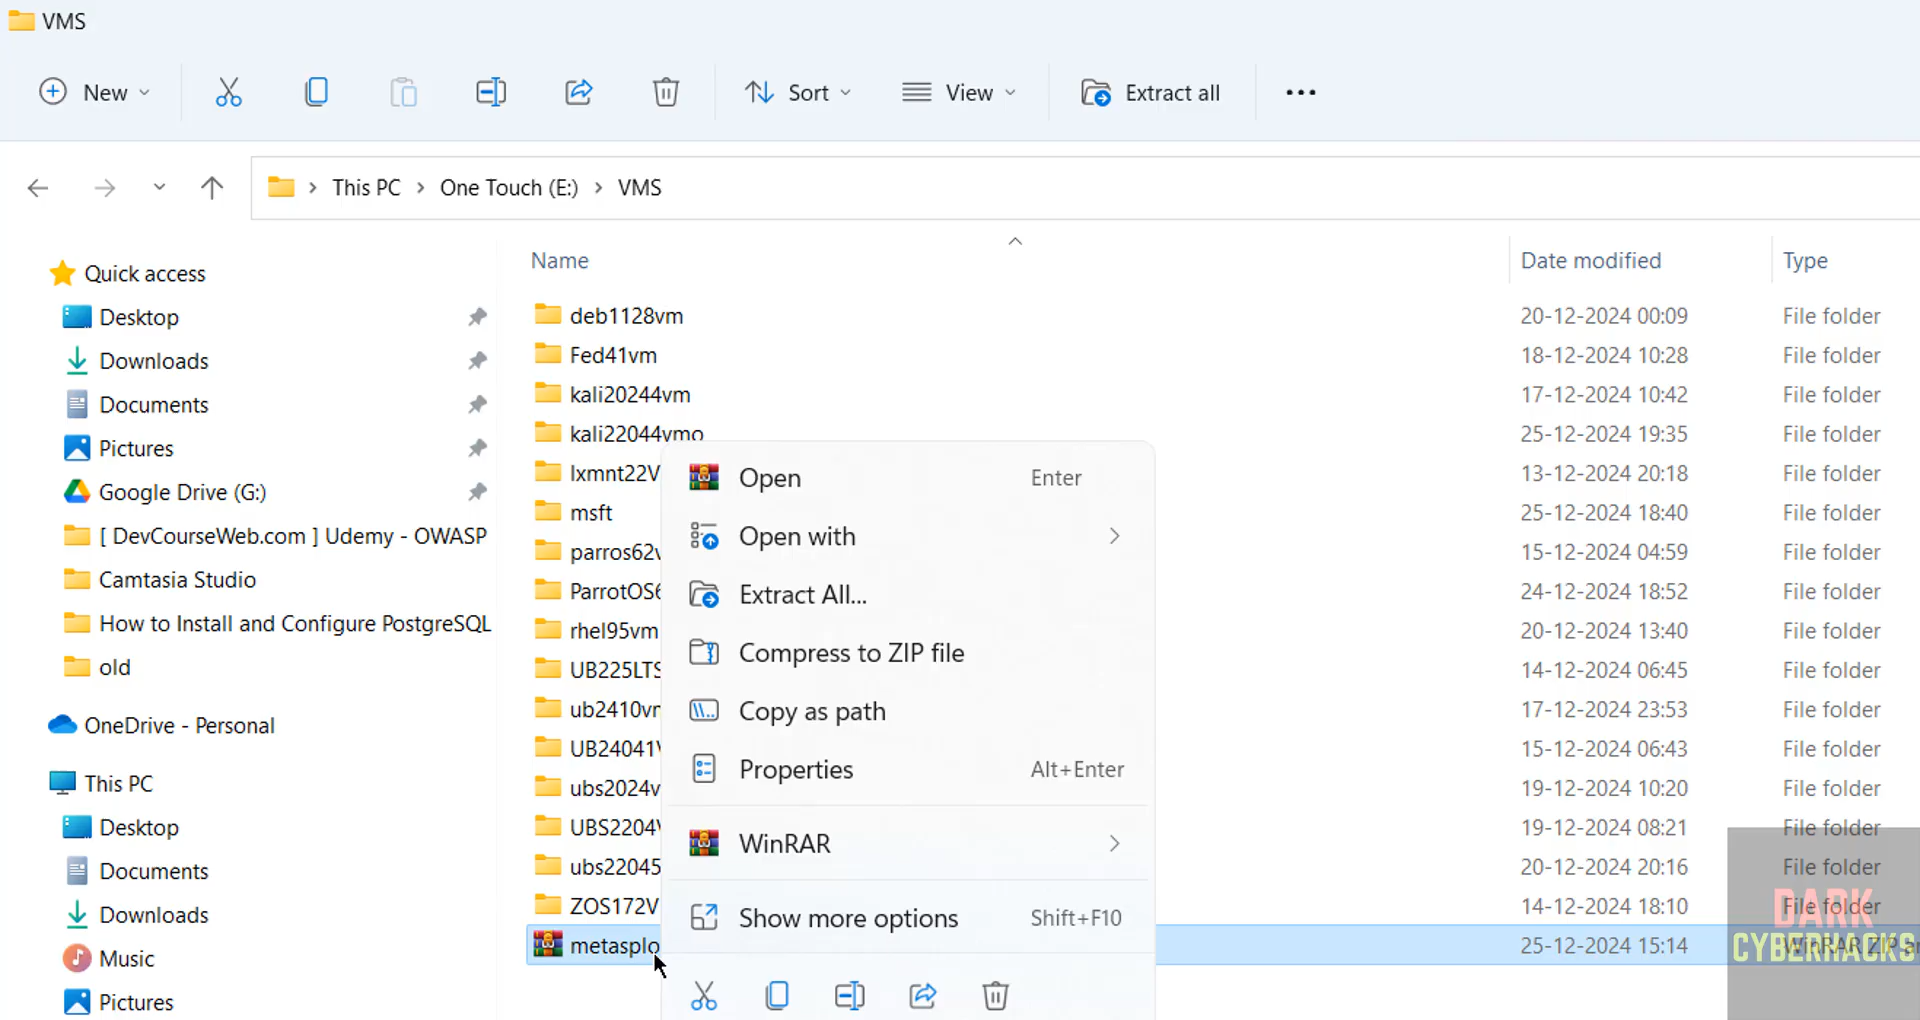 VMS
New
Sort
View
Extract all
This PC
One Touch (E:)
VMS
Name
Date modified
Type
Quick access
Desktop
Downloads
Documents
Pictures
Google Drive (G:)
[ DevCourseWeb.com ] Udemy - OWASP
Camtasia Studio
How to Install and Configure PostgreSQL
old
OneDrive - Personal
This PC
Desktop
Documents
Downloads
Music
Pictures
deb1128vm 20-12-2024 00:09 File folder
Fed41vm 18-12-2024 10:28 File folder
kali20244vm 17-12-2024 10:42 File folder
kali22044vmo 25-12-2024 19:35 File folder
lxmnt22V 13-12-2024 20:18 File folder
msft 25-12-2024 18:40 File folder
parros62v 15-12-2024 04:59 File folder
ParrotOS6 24-12-2024 18:52 File folder
rhel95vm 20-12-2024 13:40 File folder
UB225LTS 14-12-2024 06:45 File folder
ub2410vm 17-12-2024 23:53 File folder
UB24041V 15-12-2024 06:43 File folder
ubs2024v 19-12-2024 10:20 File folder
UBS2204V 19-12-2024 08:21 File folder
ubs22045 20-12-2024 20:16 File folder
ZOS172V 14-12-2024 18:10 File folder
metasplo 25-12-2024 15:14 WinRAR ZIP
Open Enter
Open with
Extract All...
Compress to ZIP file
Copy as path
Properties Alt+Enter
WinRAR
Show more options Shift+F10
DARK
CYBERHACKS